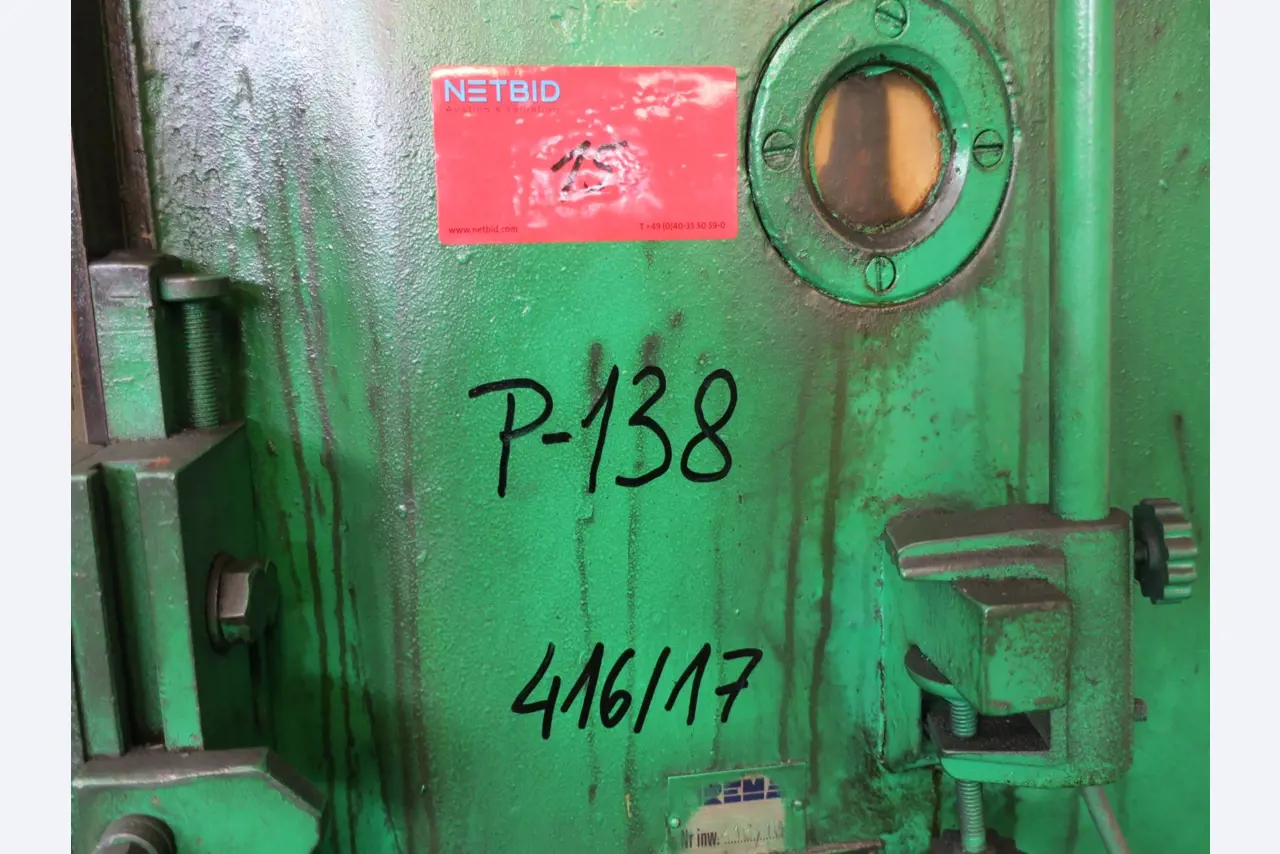 NETBID
15
www.netbid.com
T +49 (0)40-35 50 59-0
P-138
416/17
REMA
Nr inw.